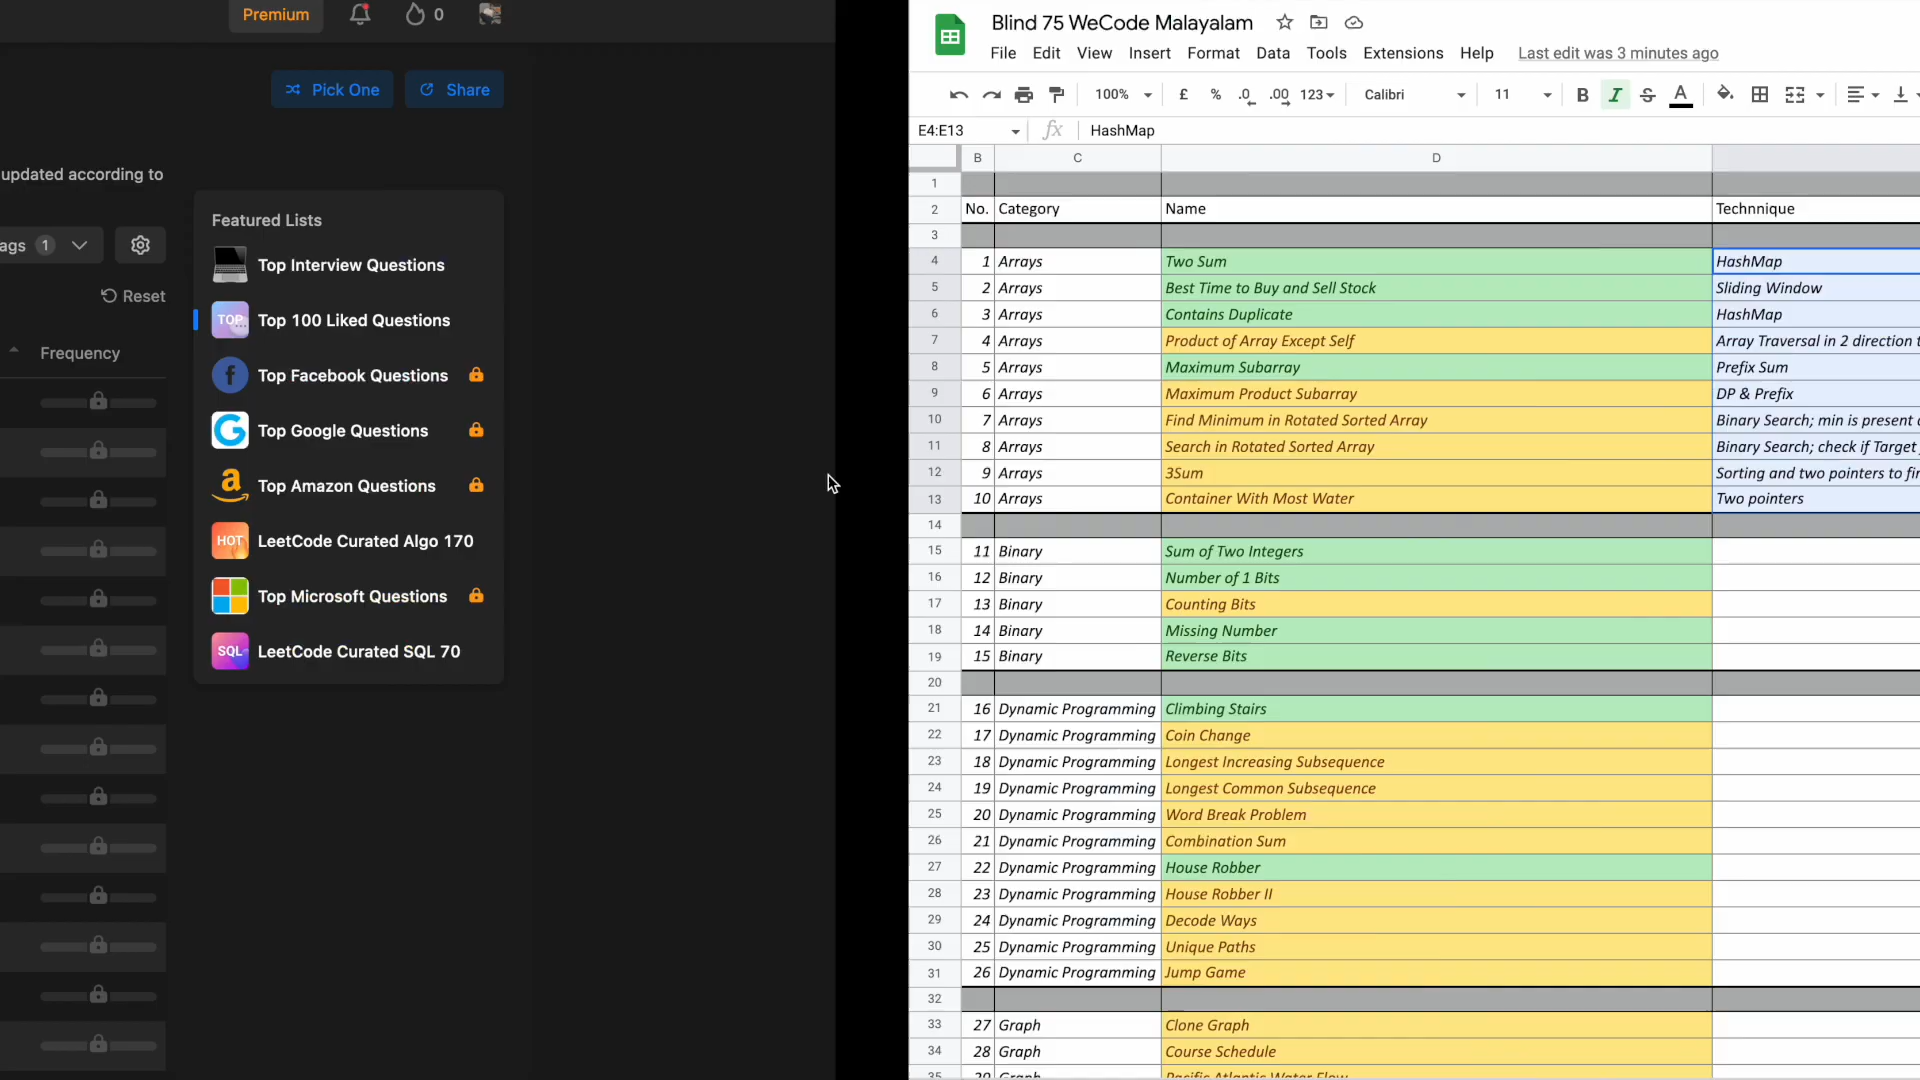 Premium
0
Pick One
Share
updated according to
ags 1
Reset
Frequency
Featured Lists
Top Interview Questions
TOP
Top 100 Liked Questions
Top Facebook Questions
Top Google Questions
Top Amazon Questions
HOT
LeetCode Curated Algo 170
Top Microsoft Questions
SQL
LeetCode Curated SQL 70
Blind 75 WeCode Malayalam
File Edit View Insert Format Data Tools Extensions Help Last edit was 3 minutes ago
100% £ % .0 .00 123 Calibri 11 B I S A
E4:E13 fx HashMap
B C D
1
2 No. Category Name Technnique
3
4 1 Arrays Two Sum HashMap
5 2 Arrays Best Time to Buy and Sell Stock Sliding Window
6 3 Arrays Contains Duplicate HashMap
7 4 Arrays Product of Array Except Self Array Traversal in 2 direction t
8 5 Arrays Maximum Subarray Prefix Sum
9 6 Arrays Maximum Product Subarray DP & Prefix
10 7 Arrays Find Minimum in Rotated Sorted Array Binary Search; min is present
11 8 Arrays Search in Rotated Sorted Array Binary Search; check if Target
12 9 Arrays 3Sum Sorting and two pointers to fi
13 10 Arrays Container With Most Water Two pointers
14
15 11 Binary Sum of Two Integers
16 12 Binary Number of 1 Bits
17 13 Binary Counting Bits
18 14 Binary Missing Number
19 15 Binary Reverse Bits
20
21 16 Dynamic Programming Climbing Stairs
22 17 Dynamic Programming Coin Change
23 18 Dynamic Programming Longest Increasing Subsequence
24 19 Dynamic Programming Longest Common Subsequence
25 20 Dynamic Programming Word Break Problem
26 21 Dynamic Programming Combination Sum
27 22 Dynamic Programming House Robber
28 23 Dynamic Programming House Robber II
29 24 Dynamic Programming Decode Ways
30 25 Dynamic Programming Unique Paths
31 26 Dynamic Programming Jump Game
32
33 27 Graph Clone Graph
34 28 Graph Course Schedule
35 29 Graph Pacific Atlantic Water Flow